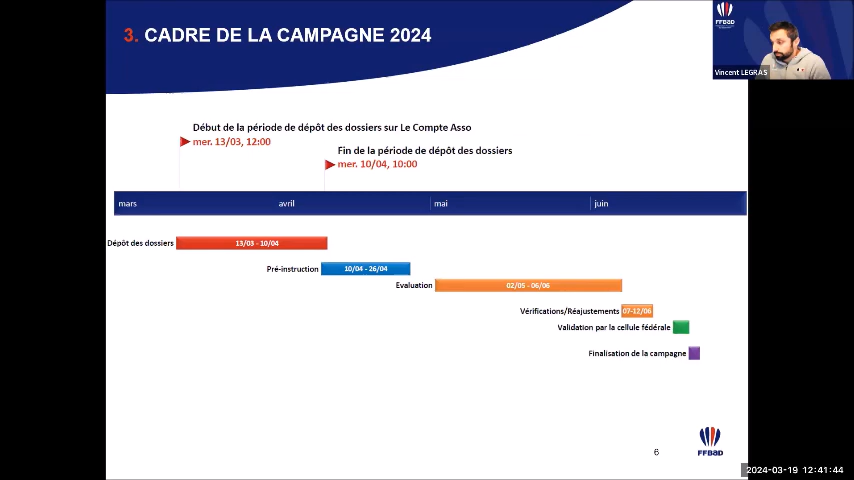 3. CADRE DE LA CAMPAGNE 2024
FFBaD
Vincent LEGRAS
Début de la période de dépôt des dossiers sur Le Compte Asso
mer. 13/03, 12:00
Fin de la période de dépôt des dossiers
mer. 10/04, 10:00
mars avril mai juin
Dépôt des dossiers 13/03 - 10/04
Pré-instruction 10/04 - 26/04
Evaluation 02/05 - 06/06
Vérifications/Réajustements 07-12/06
Validation par la cellule fédérale
Finalisation de la campagne
6
FFBaD
2024-03-19 12:41:44